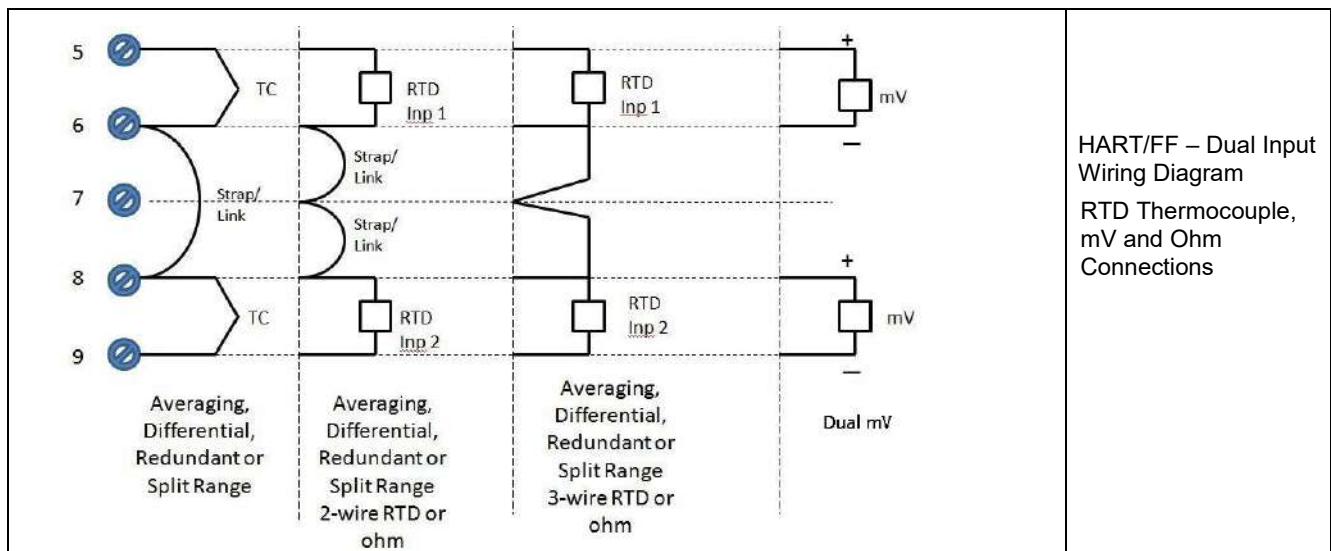 5
TC
RTD
Inp 1
RTD
Inp 1
+
mV
—
6
Strap/
Link
7
Strap/
Link
Strap/
Link
8
+
TC
RTD
Inp 2
RTD
Inp 2
mV
9
—
Averaging,
Differential,
Redundant or
Split Range
Averaging,
Differential,
Redundant or
Split Range
2-wire RTD or
ohm
Averaging,
Differential,
Redundant or
Split Range
3-wire RTD or
ohm
Dual mV
HART/FF – Dual Input
Wiring Diagram
RTD Thermocouple,
mV and Ohm
Connections